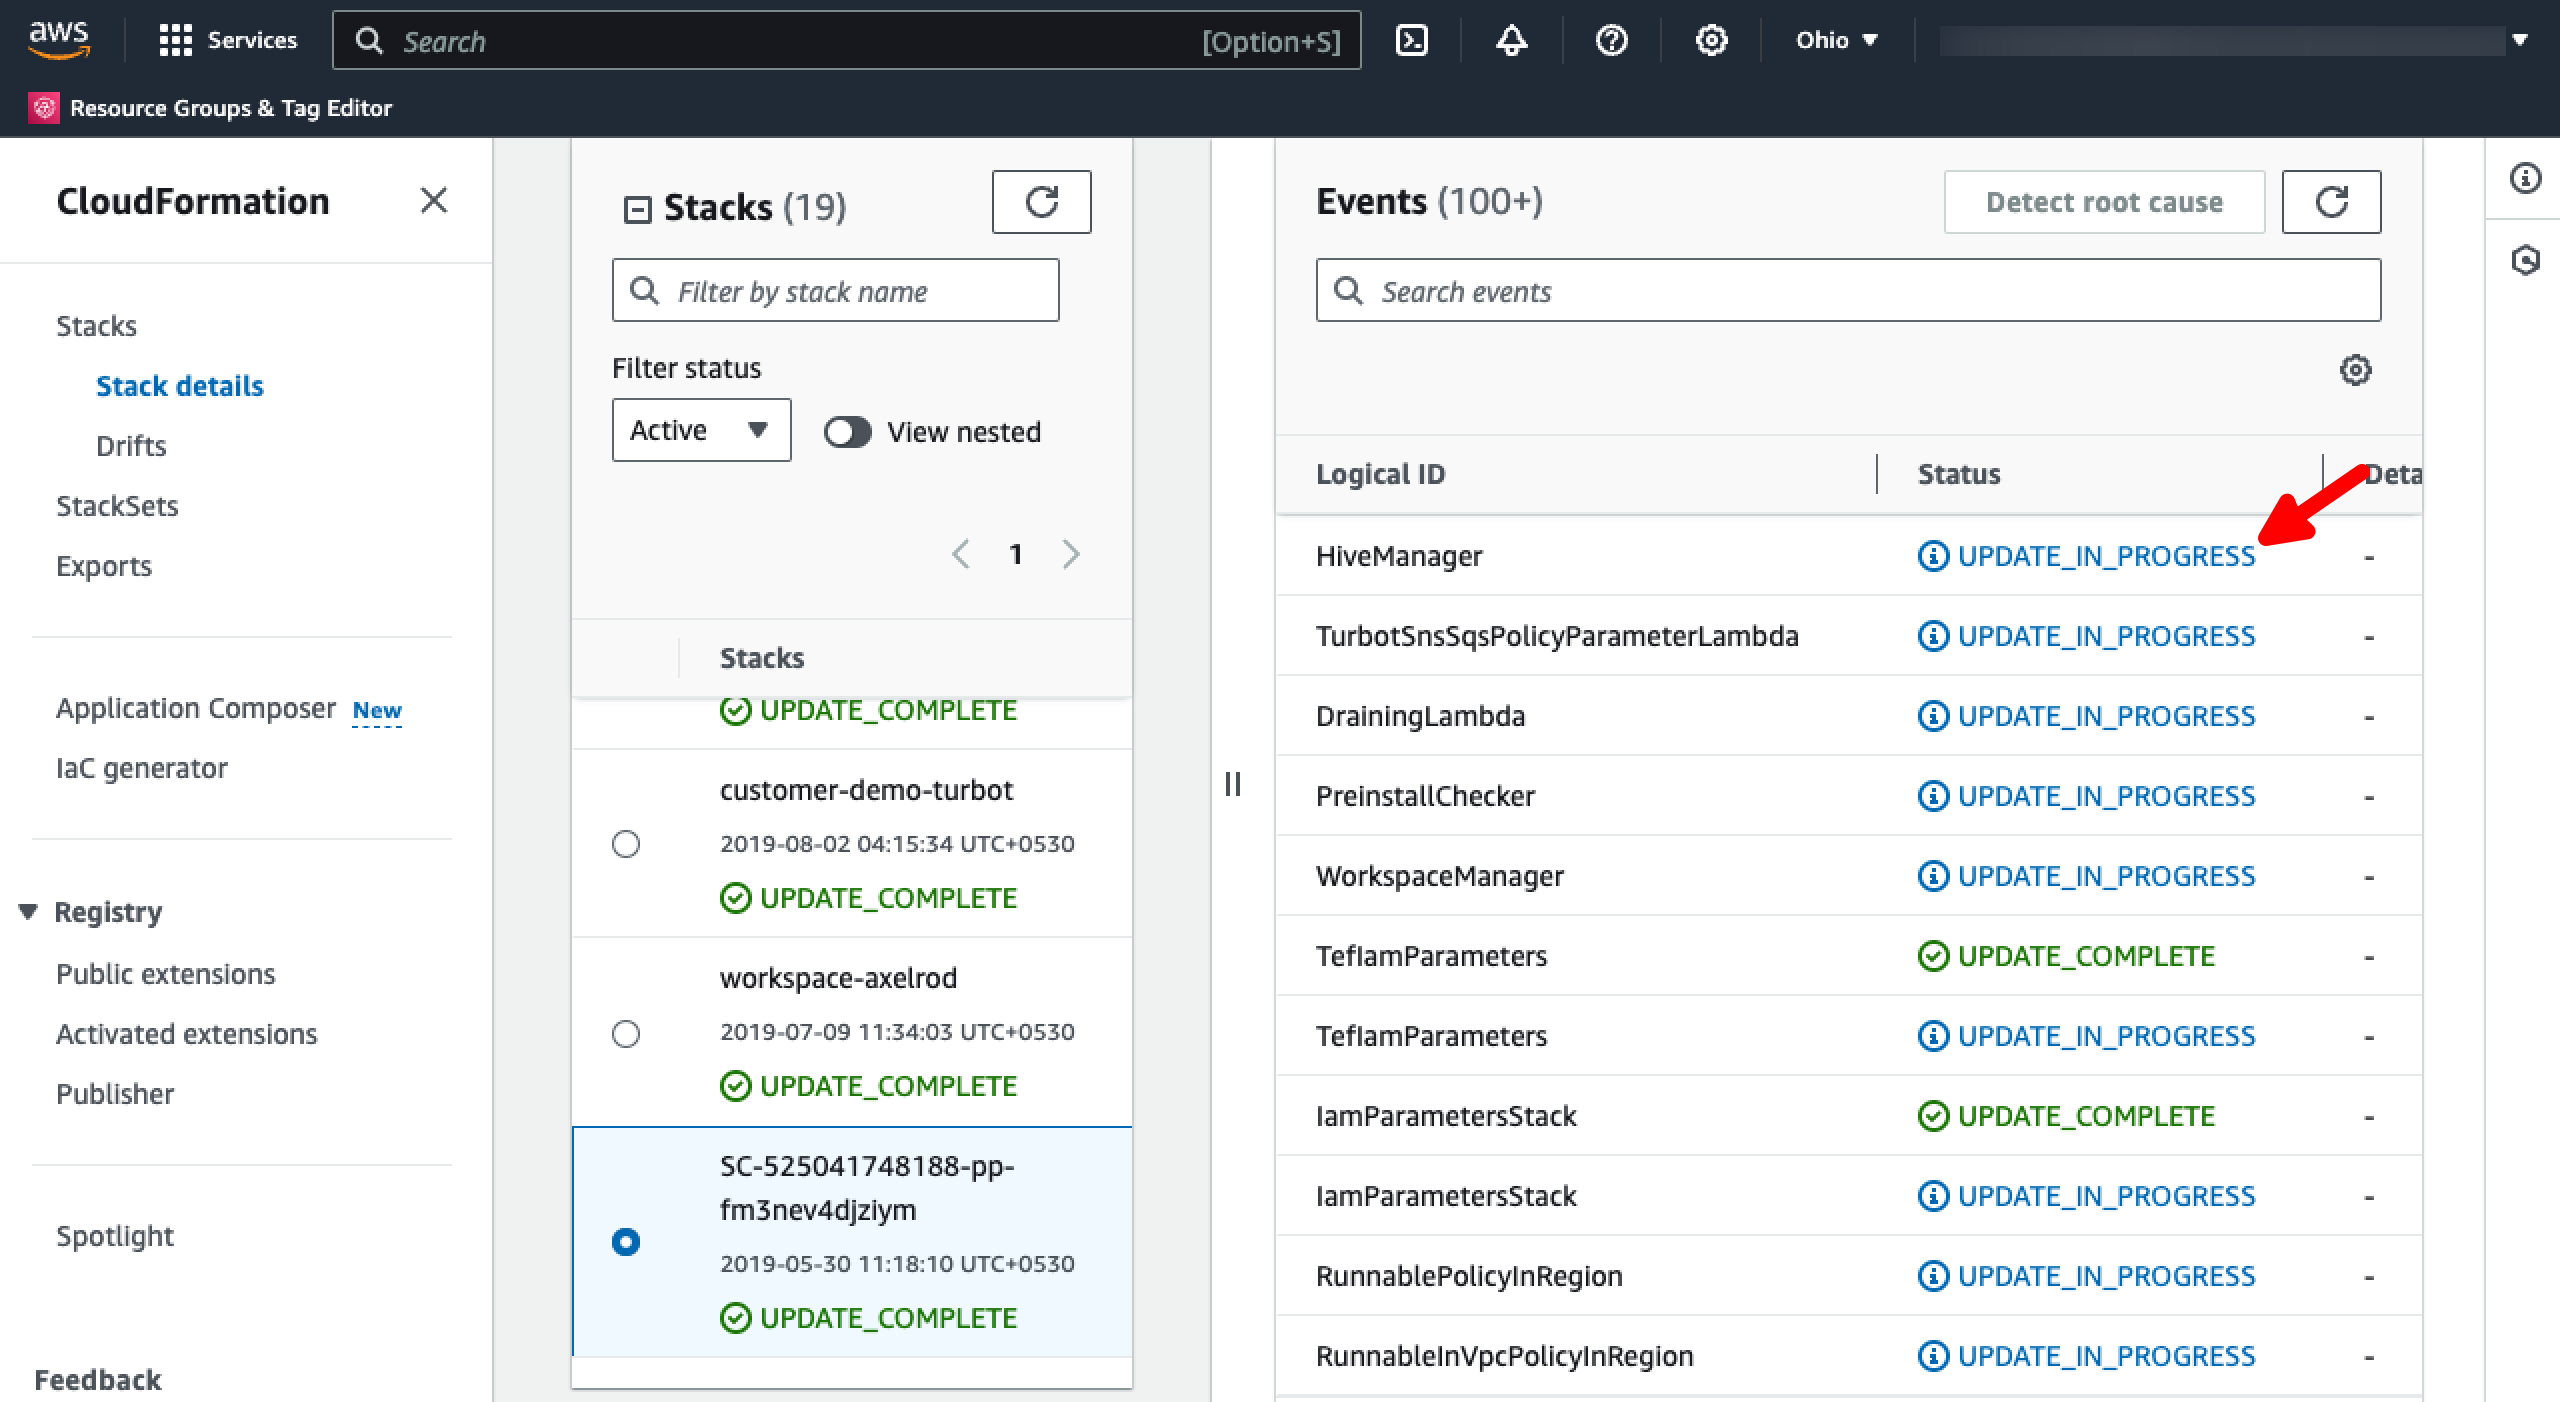 aws
Services
Search
[Option+S]
Ohio
Resource Groups & Tag Editor
CloudFormation
Stacks
Stack details
Drifts
StackSets
Exports
Application Composer New
IaC generator
Registry
Public extensions
Activated extensions
Publisher
Spotlight
Feedback
Stacks (19)
Filter by stack name
Filter status
Active
View nested
1
Stacks
UPDATE_COMPLETE
customer-demo-turbot
2019-08-02 04:15:34 UTC+0530
UPDATE_COMPLETE
workspace-axelrod
2019-07-09 11:34:03 UTC+0530
UPDATE_COMPLETE
SC-525041748188-pp-
fm3nev4djziym
2019-05-30 11:18:10 UTC+0530
UPDATE_COMPLETE
Events (100+)
Detect root cause
Search events
Logical ID Status Deta
HiveManager UPDATE_IN_PROGRESS -
TurbotSnsSqsPolicyParameterLambda UPDATE_IN_PROGRESS -
DrainingLambda UPDATE_IN_PROGRESS -
PreinstallChecker UPDATE_IN_PROGRESS -
WorkspaceManager UPDATE_IN_PROGRESS -
TefIamParameters UPDATE_COMPLETE -
TefIamParameters UPDATE_IN_PROGRESS -
IamParametersStack UPDATE_COMPLETE -
IamParametersStack UPDATE_IN_PROGRESS -
RunnablePolicyInRegion UPDATE_IN_PROGRESS -
RunnableInVpcPolicyInRegion UPDATE_IN_PROGRESS -